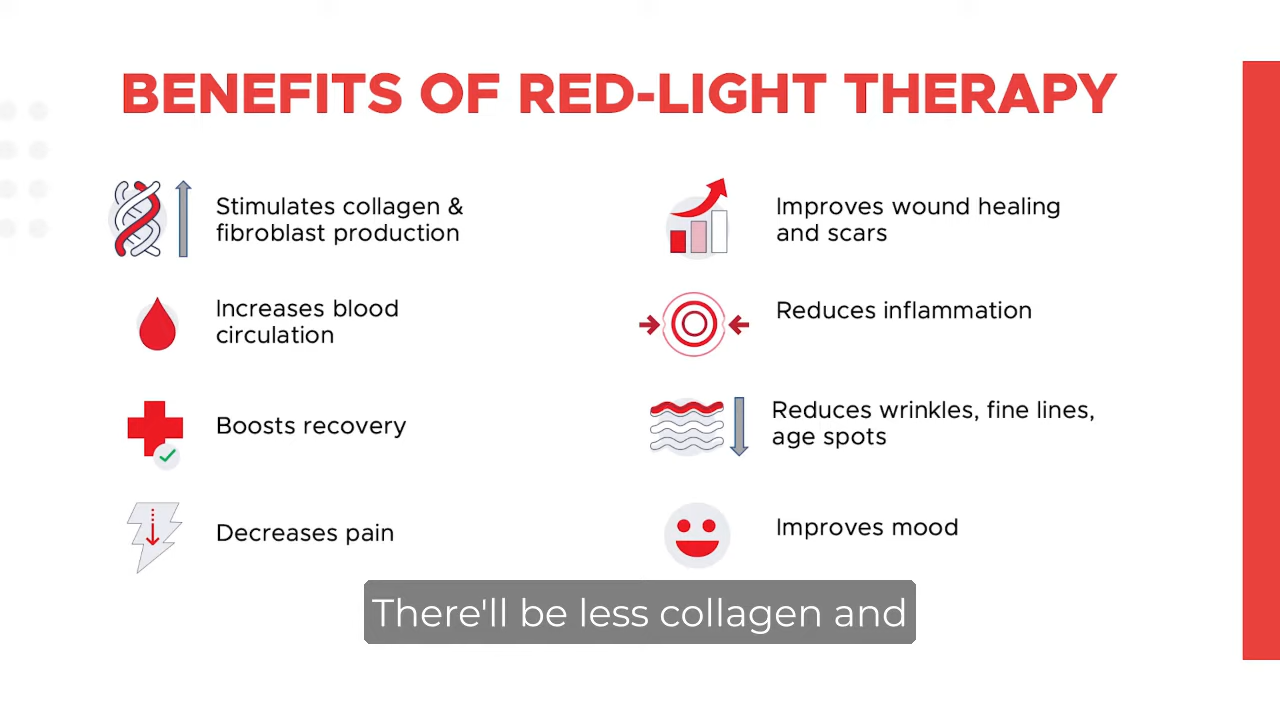 BENEFITS OF RED-LIGHT THERAPY
Stimulates collagen &
fibroblast production
Increases blood
circulation
Boosts recovery
Decreases pain
Improves wound healing
and scars
Reduces inflammation
Reduces wrinkles, fine lines,
age spots
Improves mood
There'll be less collagen and